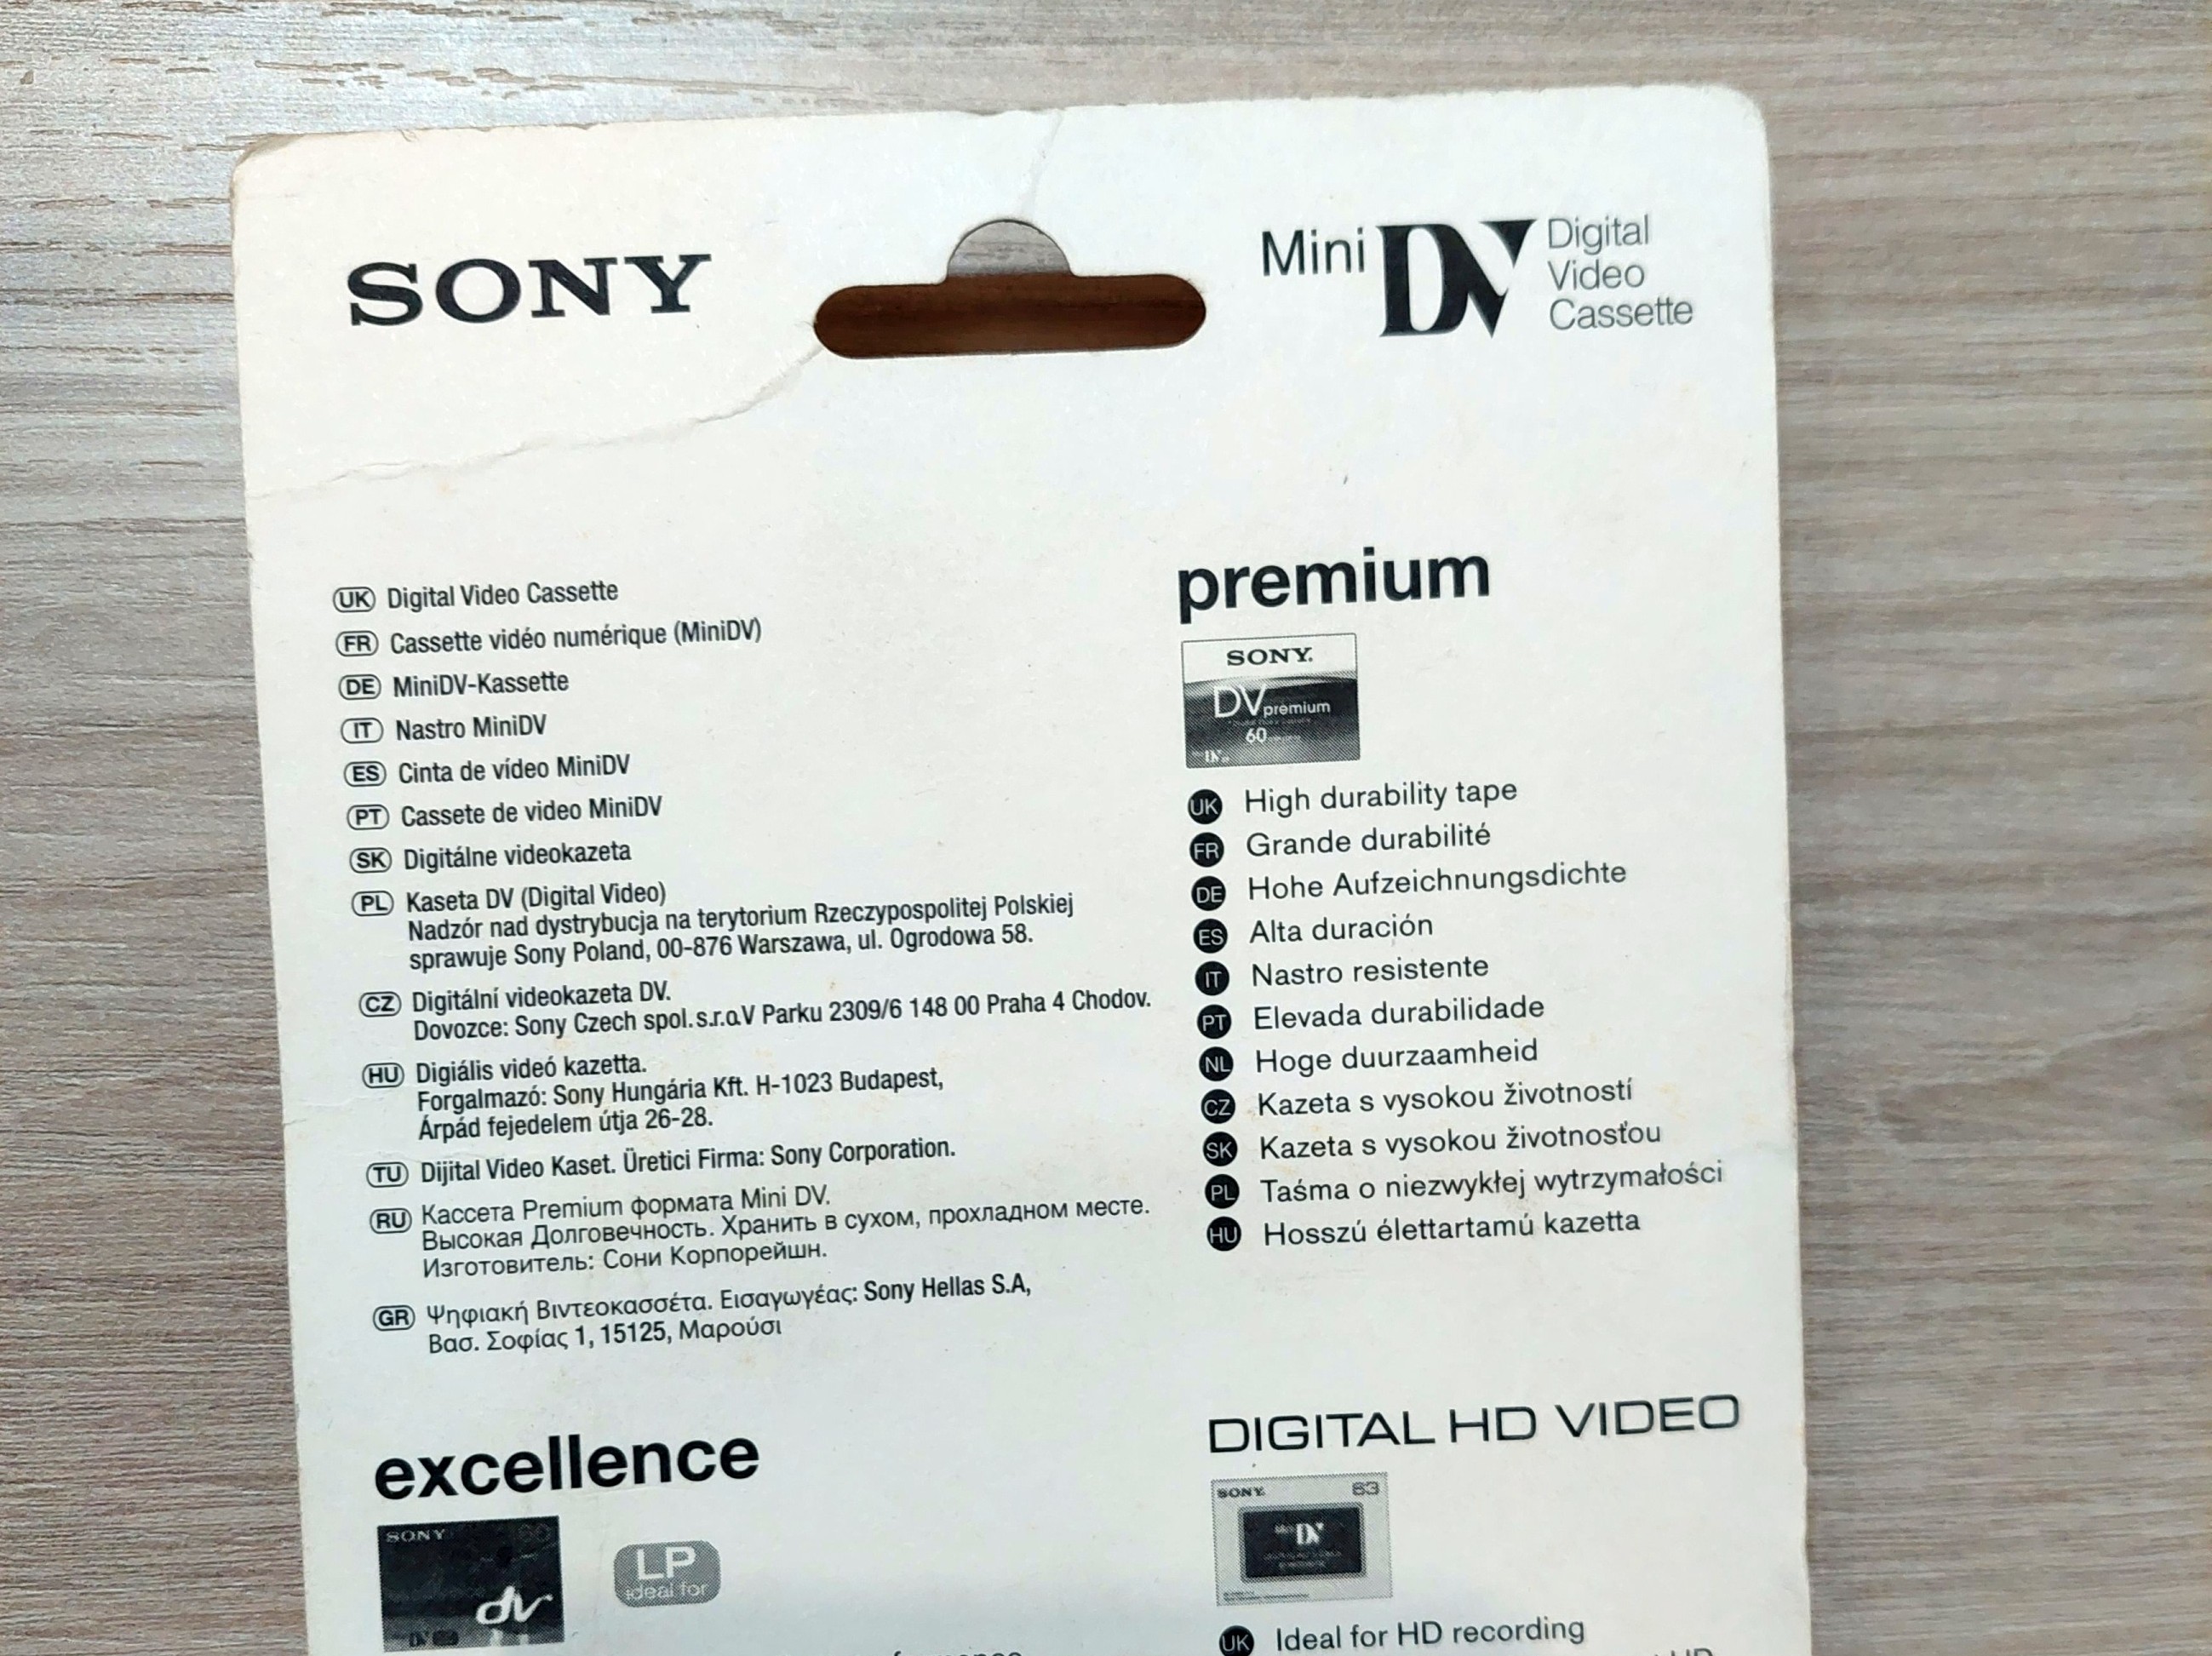 SONY
Mini DV Digital
Video
Cassette
UK Digital Video Cassette
FR Cassette vidéo numérique (MiniDV)
DE MiniDV-Kassette
IT Nastro MiniDV
ES Cinta de vídeo MiniDV
PT Cassete de video MiniDV
SK Digitálne videokazeta
PL Kaseta DV (Digital Video)
Nadzór nad dystrybucja na terytorium Rzeczypospolitej Polskiej
sprawuje Sony Poland, 00-876 Warszawa, ul. Ogrodowa 58.
CZ Digitální videokazeta DV.
Dovozce: Sony Czech spol.s.r.o.V Parku 2309/6 148 00 Praha 4 Chodov.
HU Digiális videó kazetta.
Forgalmazó: Sony Hungária Kft. H-1023 Budapest,
Árpád fejedelem útja 26-28.
TU Dijital Video Kaset. Üretici Firma: Sony Corporation.
RU Кассета Premium формата Mini DV.
Высокая Долговечность. Хранить в сухом, прохладном месте.
Изготовитель: Сони Корпорейшн.
GR Ψηφιακή Βιντεοκασσέτα. Εισαγωγέας: Sony Hellas S.A,
Βασ. Σοφίας 1, 15125, Μαρούσι
premium
SONY.
DV premium
60
DV
UK High durability tape
FR Grande durabilité
DE Hohe Aufzeichnungsdichte
ES Alta duración
IT Nastro resistente
PT Elevada durabilidade
NL Hoge duurzaamheid
CZ Kazeta s vysokou životností
SK Kazeta s vysokou životnosťou
PL Taśma o niezwykłej wytrzymałości
HU Hosszú élettartamú kazetta
excellence
SONY 60
dv
DV
LP
ideal for
DIGITAL HD VIDEO
SONY 63
Mini DV
UK Ideal for HD recording
HD